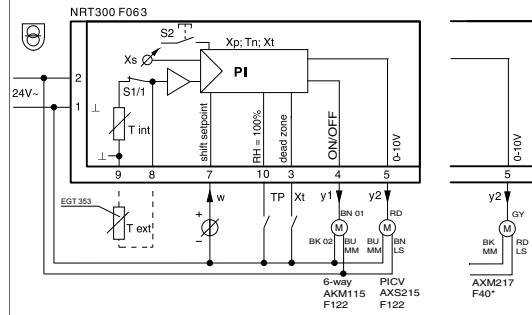 NRT300 F063
S2
Xp; Tn; Xt
Xs
PI
2
S1/1
24V~
1
⊥
T int
⊥
shift setpoint
RH = 100%
dead zone
ON/OFF
0-10V
0-10V
9 8 7 10 3 4 5
5
EGT 353
T ext
w
+
−
TP Xt
y1 y2
y2
BN 01 RD
M M
BK 02 BU MM
BU MM
BN LS
GY
M
BK MM
RD LS
6-way
AKM115
F122
PICV
AXS215
F122
AXM217
F40*